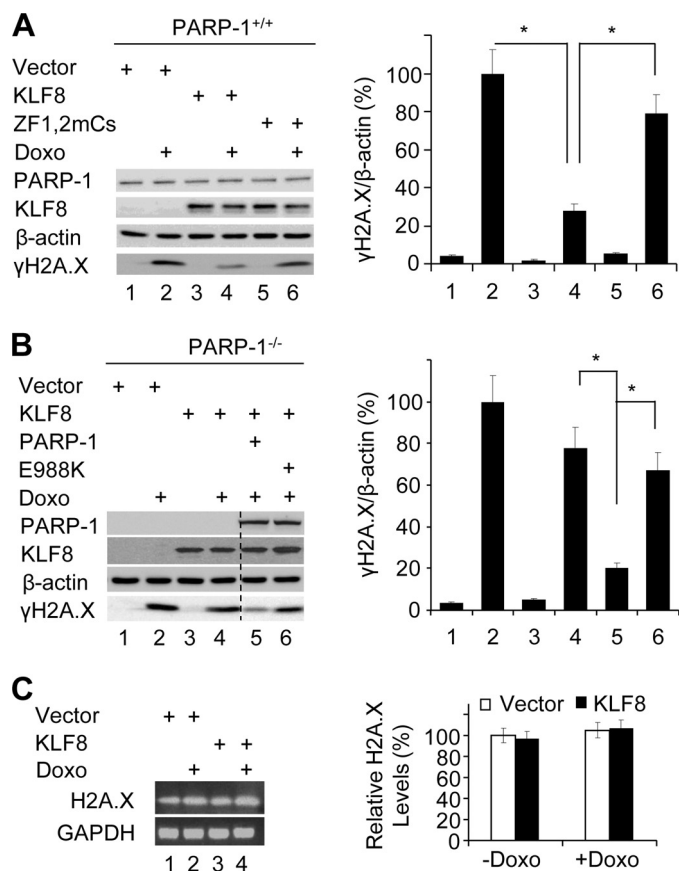 A
PARP-1+/+
Vector + +
KLF8 + +
ZF1,2mCs + +
Doxo + + +
PARP-1
KLF8
β-actin
γH2A.X
1 2 3 4 5 6
γH2A.X/β-actin (%)
100
80
60
40
20
0
* *
1 2 3 4 5 6
B
PARP-1-/-
Vector + +
KLF8 + + + +
PARP-1 +
E988K +
Doxo + + + +
PARP-1
KLF8
β-actin
γH2A.X
1 2 3 4 5 6
γH2A.X/β-actin (%)
100
80
60
40
20
0
*
*
1 2 3 4 5 6
C
Vector + +
KLF8 + +
Doxo + +
H2A.X
GAPDH
1 2 3 4
Relative H2A.X
Levels (%)
Vector KLF8
100
80
60
40
20
0
-Doxo +Doxo